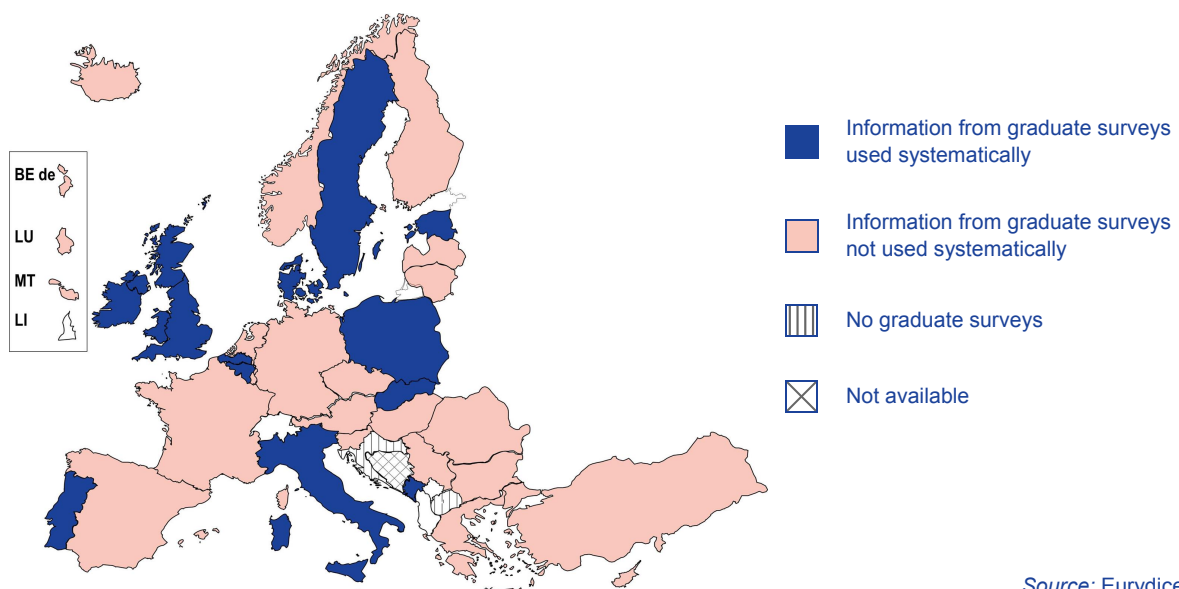 BE de
LU
MT
LI
Information from graduate surveys
used systematically
Information from graduate surveys
not used systematically
No graduate surveys
Not available
Source: Eurydice